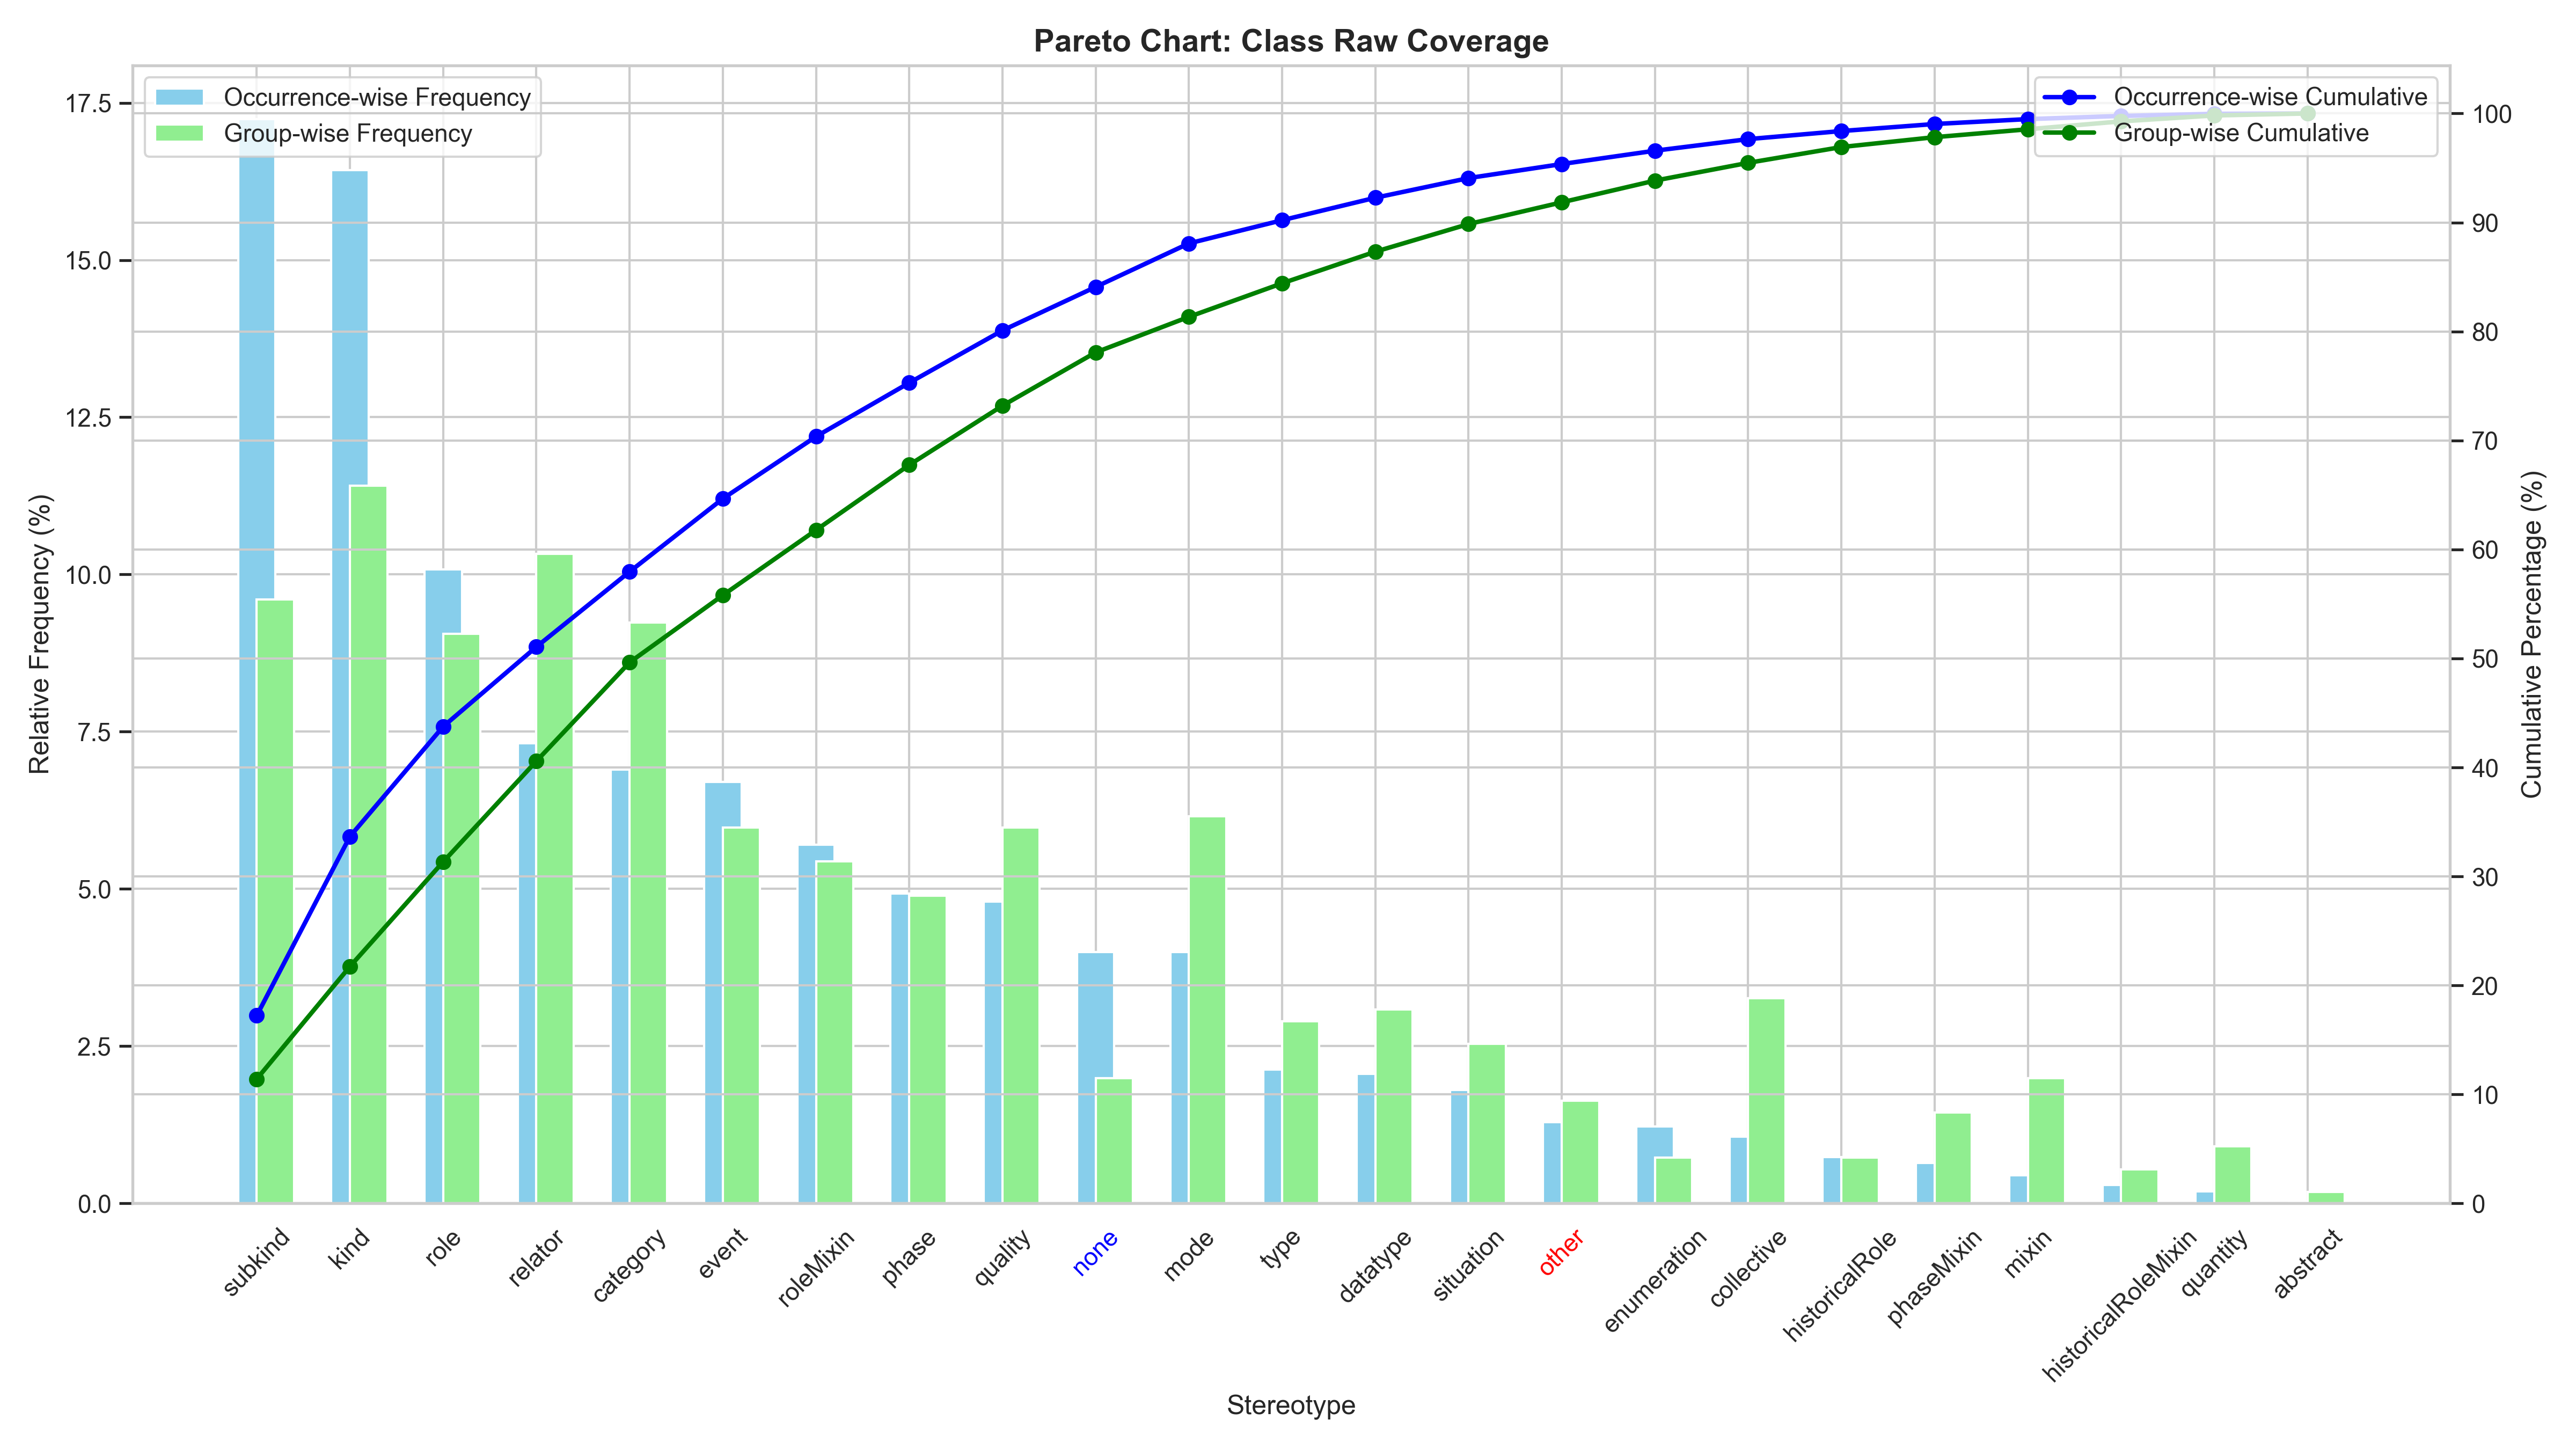 Pareto Chart: Class Raw Coverage
Occurrence-wise Frequency
Group-wise Frequency
Occurrence-wise Cumulative
Group-wise Cumulative
Relative Frequency (%)
17.5
15.0
12.5
10.0
7.5
5.0
2.5
0.0
Cumulative Percentage (%)
100
90
80
70
60
50
40
30
20
10
0
subkind
kind
role
relator
category
event
roleMixin
phase
quality
none
mode
type
datatype
situation
other
enumeration
collective
historicalRole
phaseMixin
mixin
historicalRoleMixin
quantity
abstract
Stereotype